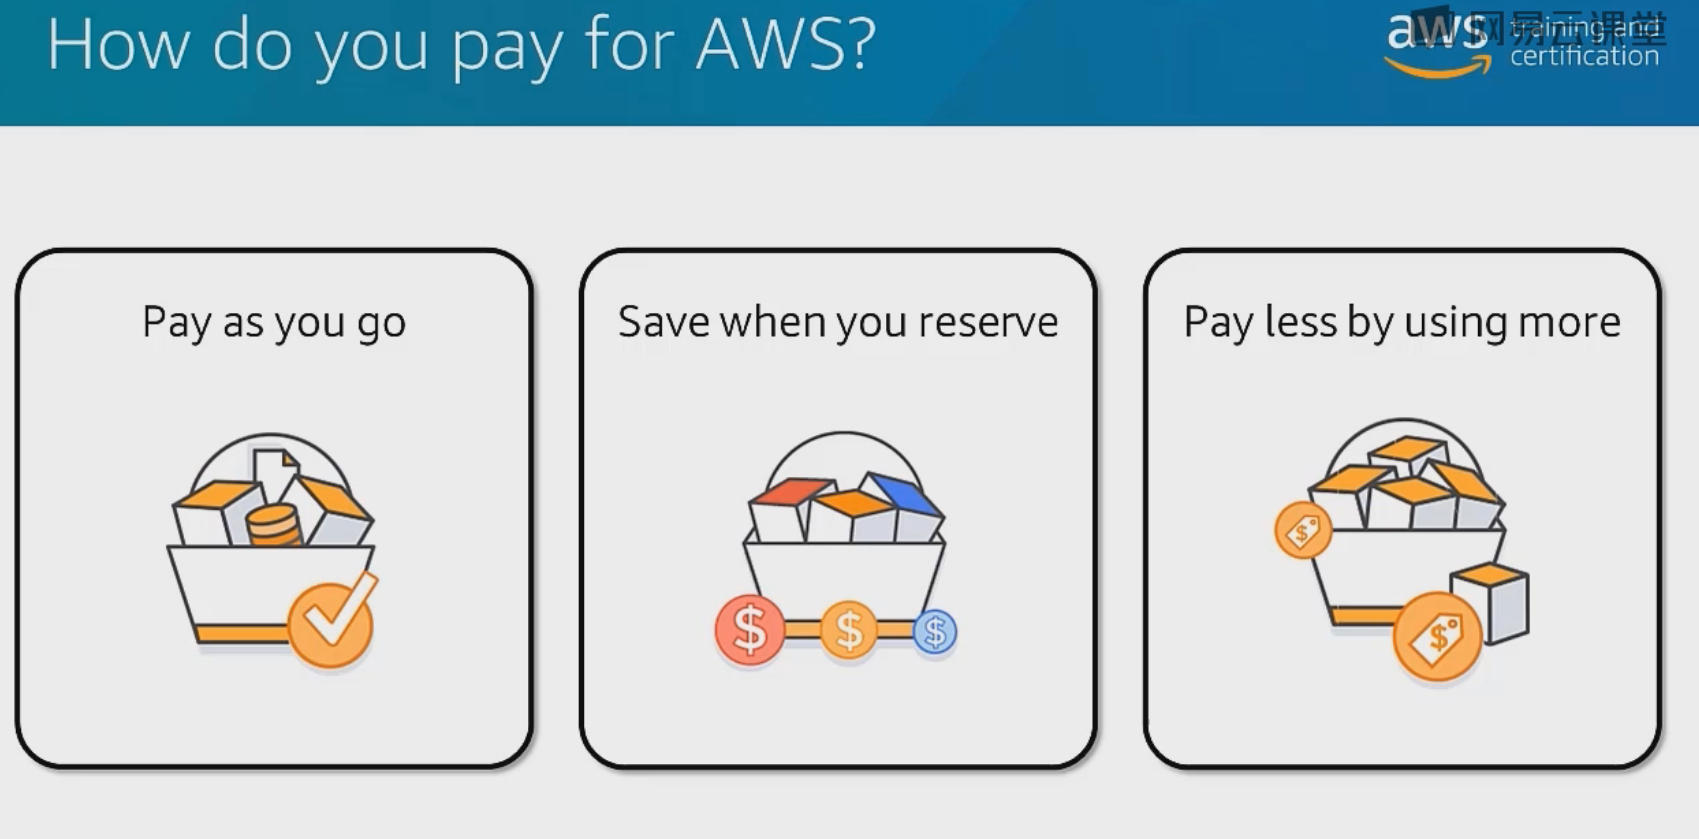 How do you pay for AWS?
aws training and
certification
网易云课堂
Pay as you go
Save when you reserve
Pay less by using more
$ $ $
$
$